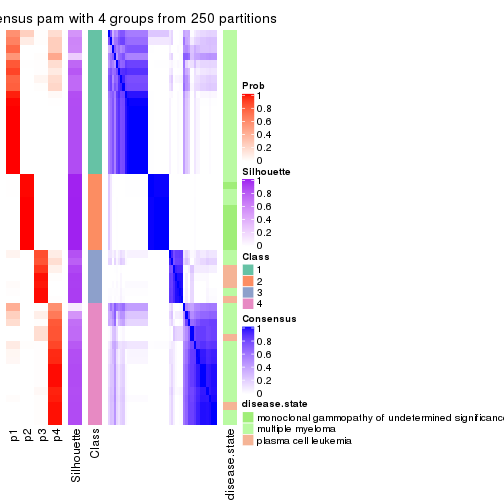 ensus pam with 4 groups from 250 partitions
Prob
1
0.8
0.6
0.4
0.2
0
Silhouette
1
0.8
0.6
0.4
0.2
0
Class
1
2
3
4
Consensus
1
0.8
0.6
0.4
0.2
0
disease.state
monoclonal gammopathy of undetermined significance
multiple myeloma
plasma cell leukemia
p1
p2
p3
p4
Silhouette
Class
disease.state